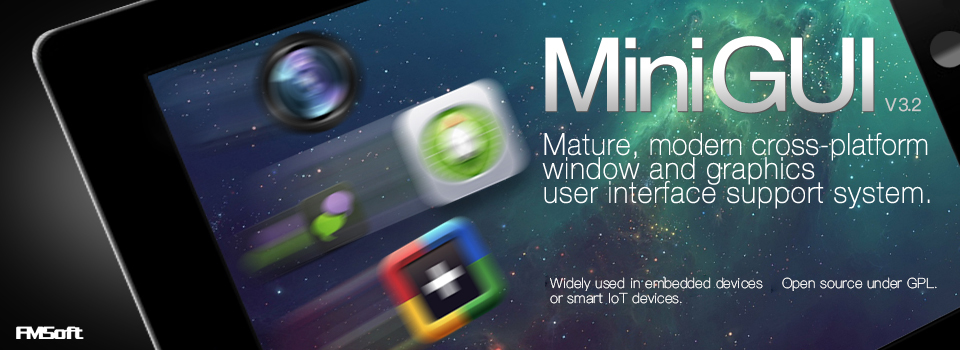 MiniGUI V3.2
Mature, modern cross-platform
window and graphics
user interface support system.
Widely used in embedded devices
or smart IoT devices.
Open source under GPL.
FMSoft